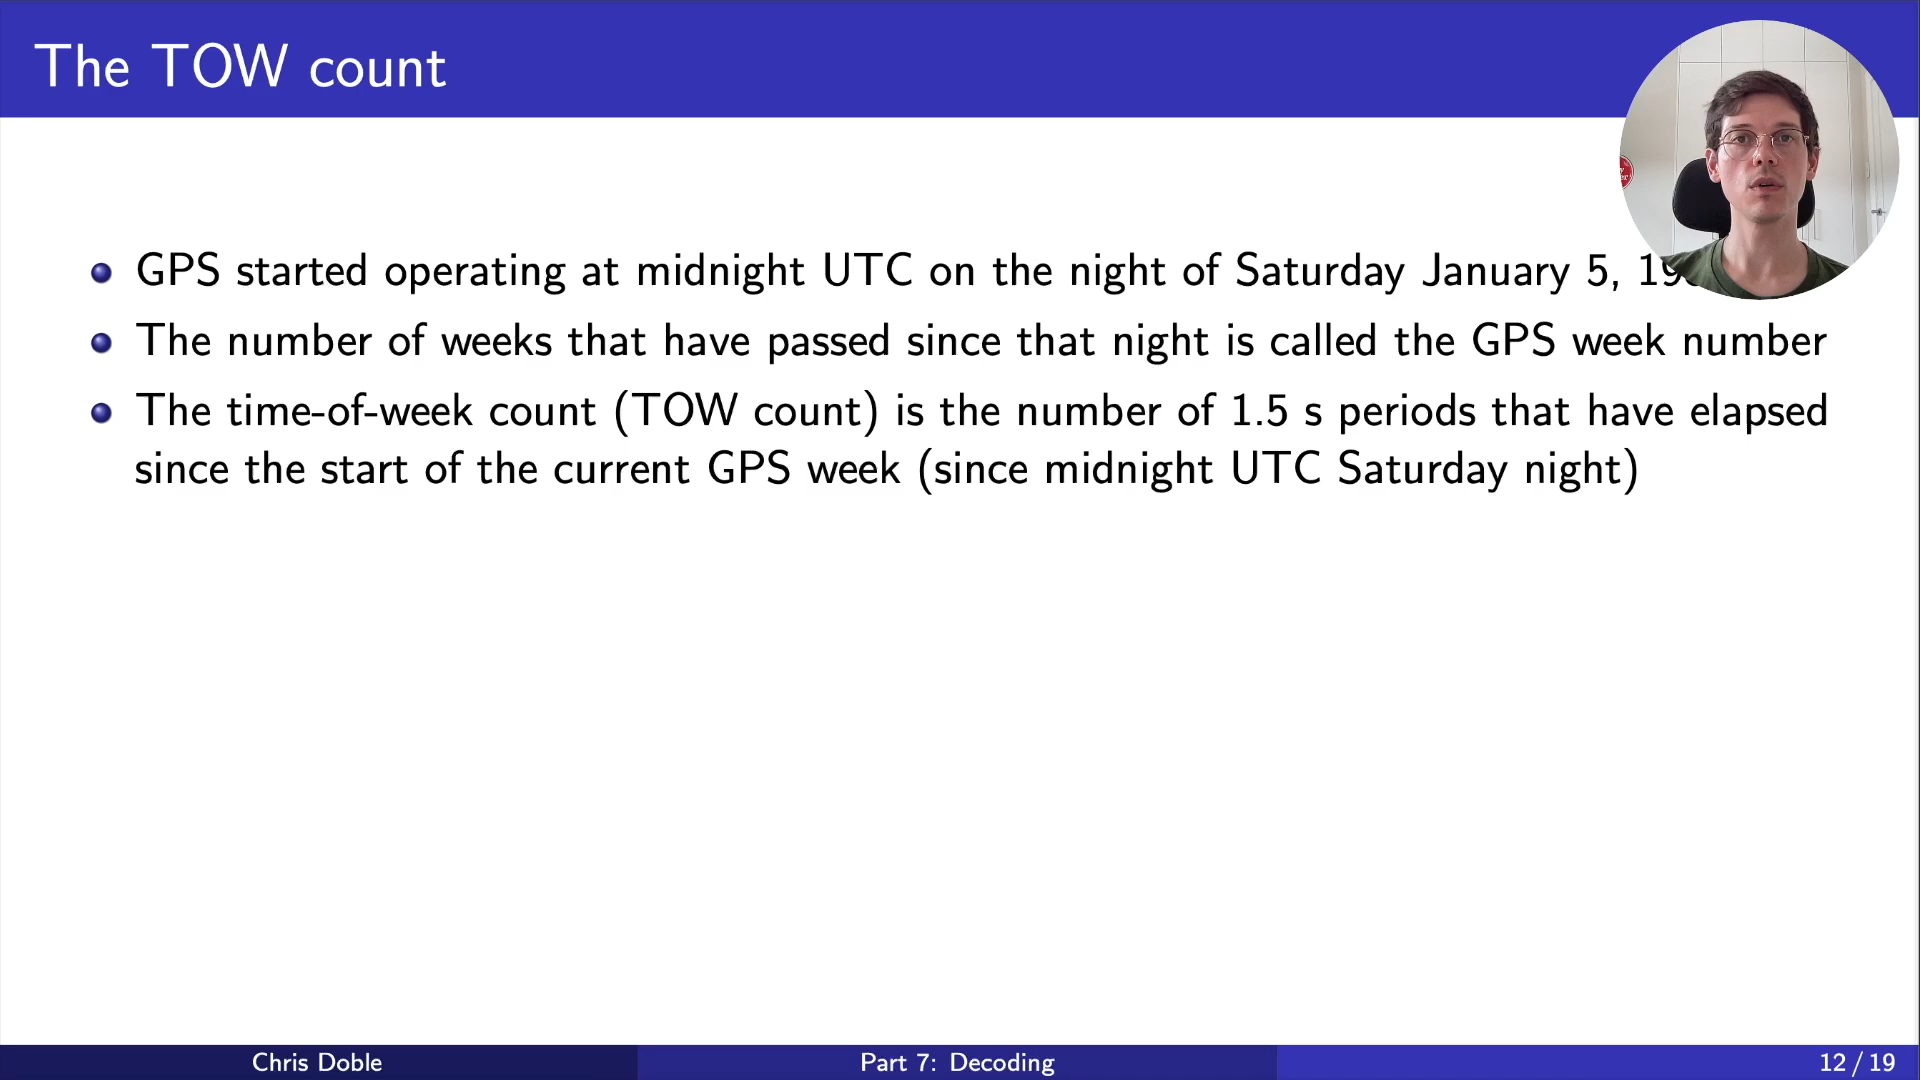 The TOW count
GPS started operating at midnight UTC on the night of Saturday January 5,
The number of weeks that have passed since that night is called the GPS week number
The time-of-week count (TOW count) is the number of 1.5 s periods that have elapsed
since the start of the current GPS week (since midnight UTC Saturday night)
Chris Doble
Part 7: Decoding
12 / 19